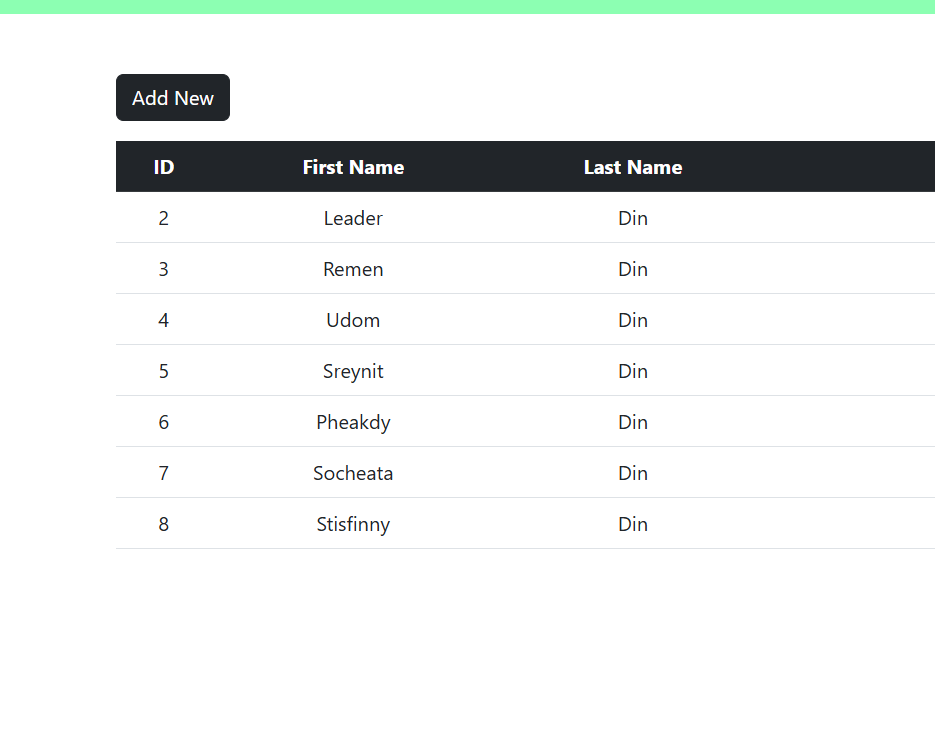 Add New
ID First Name Last Name
2 Leader Din
3 Remen Din
4 Udom Din
5 Sreynit Din
6 Pheakdy Din
7 Socheata Din
8 Stisfinny Din